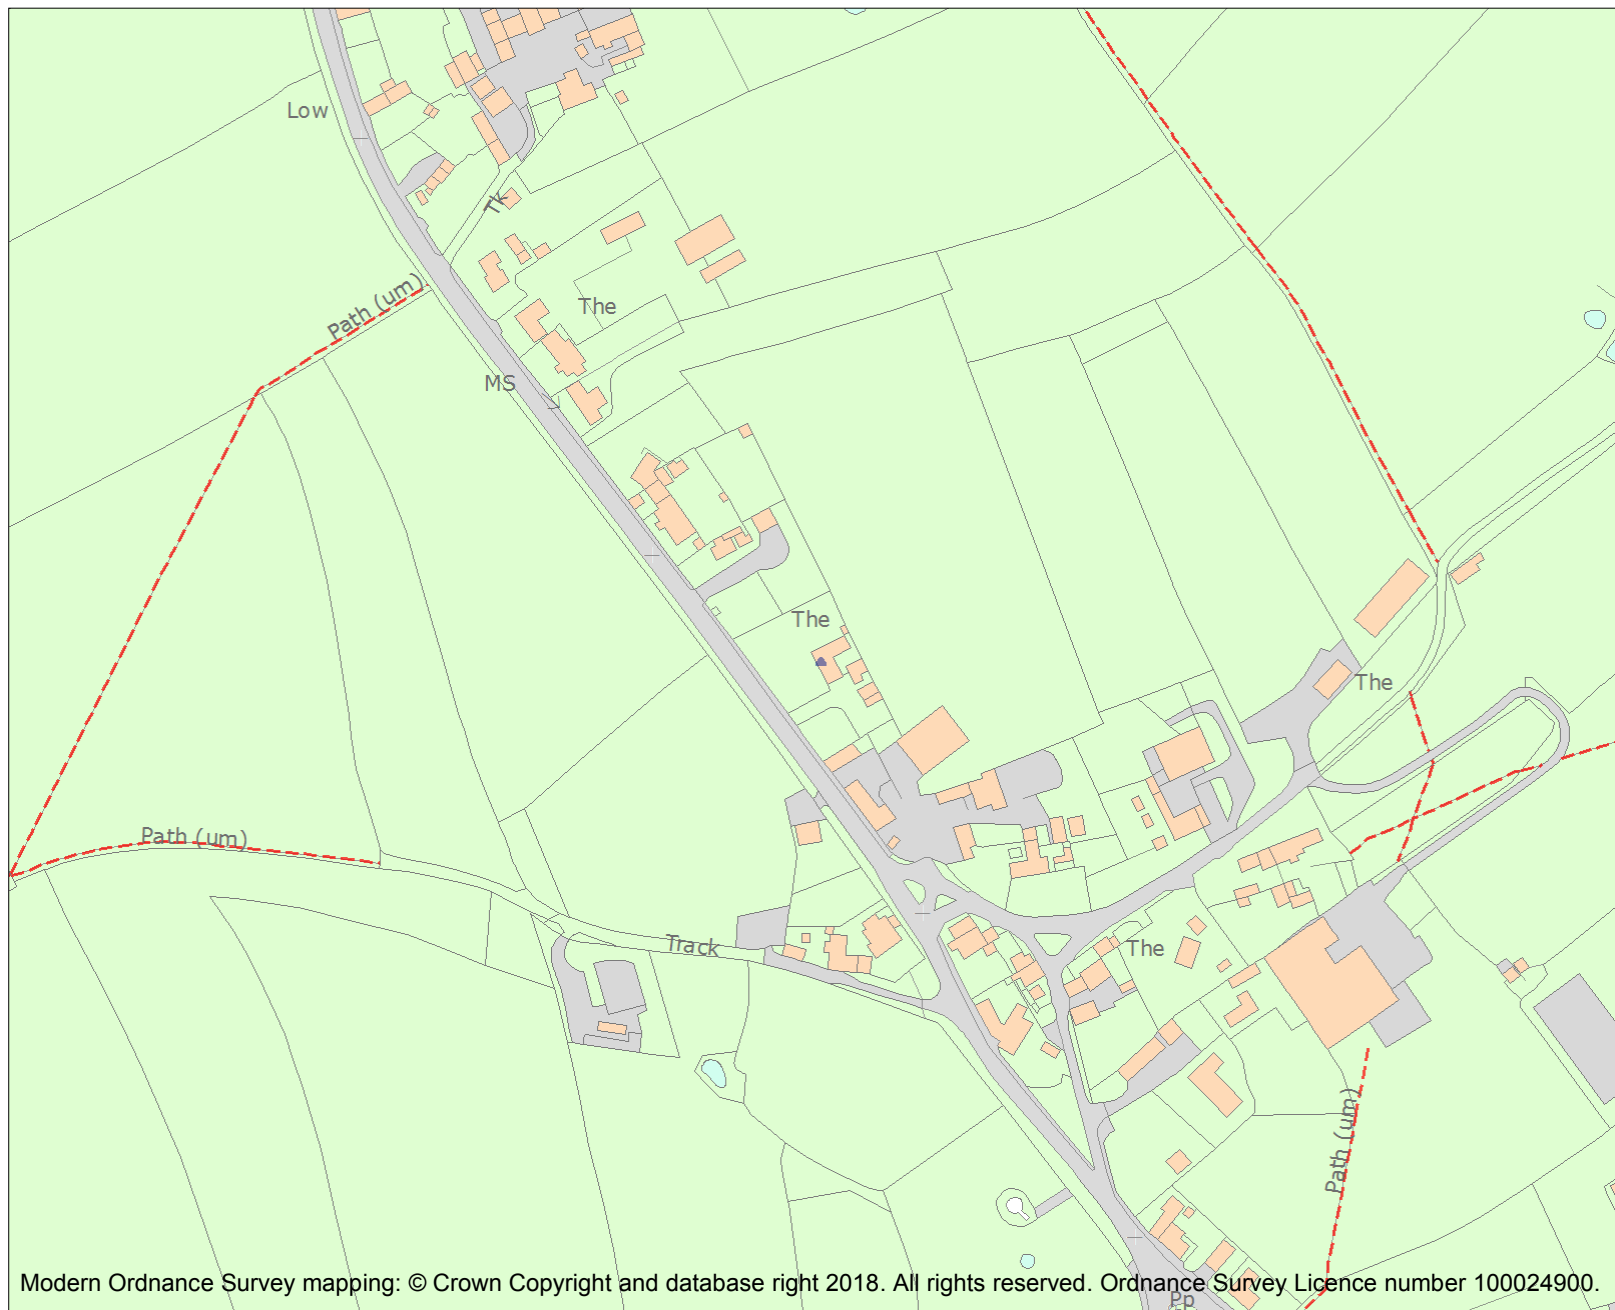 Low
Tk
Path (um)
The
MS
The
The
Path (um)
Track
The
Path (um)
Modern Ordnance Survey mapping: © Crown Copyright and database right 2018. All rights reserved. Ordnance Survey Licence number 100024900.
Pp